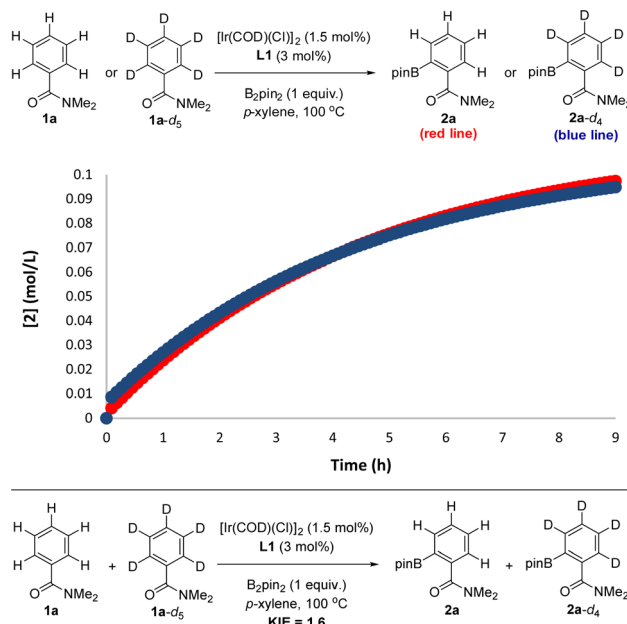 H H H H H O NMe₂ 1a
or
D D D D D O NMe₂ 1a-d₅
[Ir(COD)(Cl)]₂ (1.5 mol%)
L1 (3 mol%)
B₂pin₂ (1 equiv.)
p-xylene, 100 °C
H H H H pinB O NMe₂ 2a
(red line)
or
D D D D pinB O NMe₂ 2a-d₄
(blue line)
[2] (mol/L)
0.1
0.09
0.08
0.07
0.06
0.05
0.04
0.03
0.02
0.01
0
0 1 2 3 4 5 6 7 8 9
Time (h)
H H H H H O NMe₂ 1a
+
D D D D D O NMe₂ 1a-d₅
[Ir(COD)(Cl)]₂ (1.5 mol%)
L1 (3 mol%)
B₂pin₂ (1 equiv.)
p-xylene, 100 °C
KIE = 1.6
H H H H pinB O NMe₂ 2a
+
D D D D pinB O NMe₂ 2a-d₄